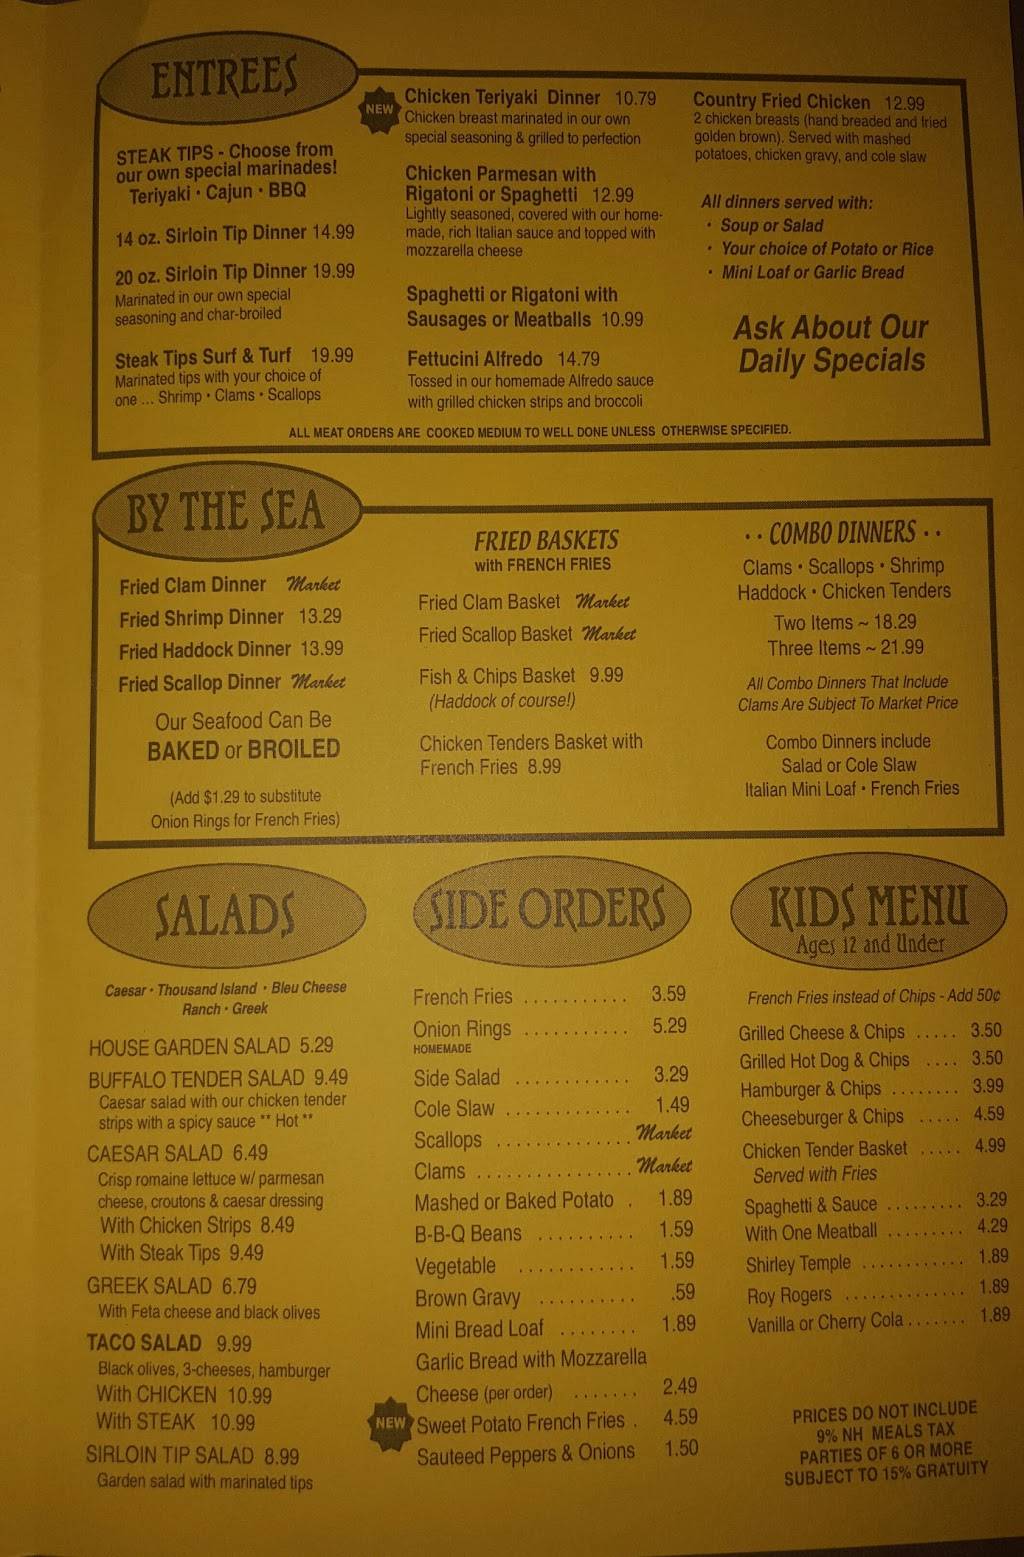 ENTREES
STEAK TIPS - Choose from
our own special marinades!
Teriyaki • Cajun • BBQ
14 oz. Sirloin Tip Dinner 14.99
20 oz. Sirloin Tip Dinner 19.99
Marinated in our own special
seasoning and char-broiled
Steak Tips Surf & Turf 19.99
Marinated tips with your choice of
one ... Shrimp • Clams • Scallops
NEW
Chicken Teriyaki Dinner 10.79
Chicken breast marinated in our own
special seasoning & grilled to perfection
Chicken Parmesan with
Rigatoni or Spaghetti 12.99
Lightly seasoned, covered with our home-
made, rich Italian sauce and topped with
mozzarella cheese
Spaghetti or Rigatoni with
Sausages or Meatballs 10.99
Fettucini Alfredo 14.79
Tossed in our homemade Alfredo sauce
with grilled chicken strips and broccoli
Country Fried Chicken 12.99
2 chicken breasts (hand breaded and fried
golden brown). Served with mashed
potatoes, chicken gravy, and cole slaw
All dinners served with:
• Soup or Salad
• Your choice of Potato or Rice
• Mini Loaf or Garlic Bread
Ask About Our
Daily Specials
ALL MEAT ORDERS ARE COOKED MEDIUM TO WELL DONE UNLESS OTHERWISE SPECIFIED.
BY THE SEA
Fried Clam Dinner Market
Fried Shrimp Dinner 13.29
Fried Haddock Dinner 13.99
Fried Scallop Dinner Market
Our Seafood Can Be
BAKED or BROILED
(Add $1.29 to substitute
Onion Rings for French Fries)
FRIED BASKETS
with FRENCH FRIES
Fried Clam Basket Market
Fried Scallop Basket Market
Fish & Chips Basket 9.99
(Haddock of course!)
Chicken Tenders Basket with
French Fries 8.99
• • COMBO DINNERS • •
Clams • Scallops • Shrimp
Haddock • Chicken Tenders
Two Items ~ 18.29
Three Items ~ 21.99
All Combo Dinners That Include
Clams Are Subject To Market Price
Combo Dinners include
Salad or Cole Slaw
Italian Mini Loaf • French Fries
SALADS
Caesar • Thousand Island • Bleu Cheese
Ranch • Greek
HOUSE GARDEN SALAD 5.29
BUFFALO TENDER SALAD 9.49
Caesar salad with our chicken tender
strips with a spicy sauce ** Hot **
CAESAR SALAD 6.49
Crisp romaine lettuce w/ parmesan
cheese, croutons & caesar dressing
With Chicken Strips 8.49
With Steak Tips 9.49
GREEK SALAD 6.79
With Feta cheese and black olives
TACO SALAD 9.99
Black olives, 3-cheeses, hamburger
With CHICKEN 10.99
With STEAK 10.99
SIRLOIN TIP SALAD 8.99
Garden salad with marinated tips
SIDE ORDERS
French Fries ........... 3.59
Onion Rings ........... 5.29
HOMEMADE
Side Salad ............ 3.29
Cole Slaw ............. 1.49
Scallops .............. Market
Clams ................ Market
Mashed or Baked Potato . 1.89
B-B-Q Beans .......... 1.59
Vegetable ............ 1.59
Brown Gravy .......... .59
Mini Bread Loaf ........ 1.89
Garlic Bread with Mozzarella
Cheese (per order) ....... 2.49
NEW
Sweet Potato French Fries . 4.59
Sauteed Peppers & Onions 1.50
KIDS MENU
Ages 12 and Under
French Fries instead of Chips - Add 50¢
Grilled Cheese & Chips ..... 3.50
Grilled Hot Dog & Chips .... 3.50
Hamburger & Chips ........ 3.99
Cheeseburger & Chips ..... 4.59
Chicken Tender Basket ..... 4.99
Served with Fries
Spaghetti & Sauce ......... 3.29
With One Meatball ......... 4.29
Shirley Temple ............ 1.89
Roy Rogers .............. 1.89
Vanilla or Cherry Cola ....... 1.89
PRICES DO NOT INCLUDE
9% NH MEALS TAX
PARTIES OF 6 OR MORE
SUBJECT TO 15% GRATUITY